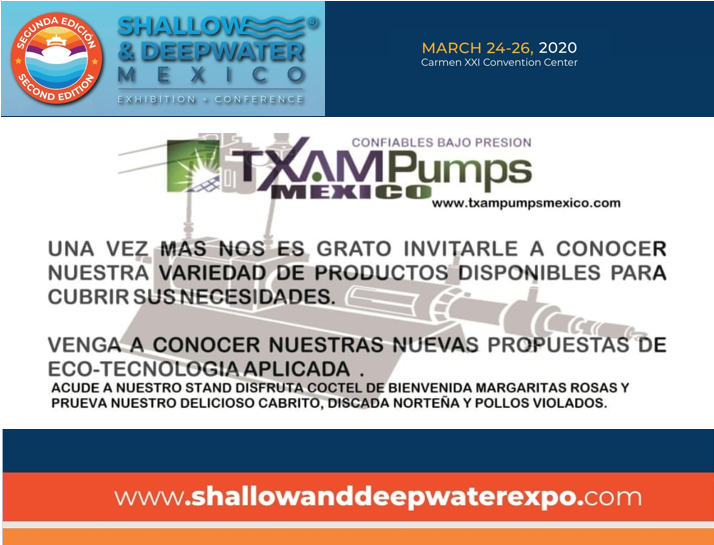 SEGUNDA EDICIÓN
SECOND EDITION
SHALLOW ®
& DEEPWATER
MEXICO
EXHIBITION + CONFERENCE
MARCH 24-26, 2020
Carmen XXI Convention Center
CONFIABLES BAJO PRESION
TXAMPumps
MEXICO
www.txampumpsmexico.com
UNA VEZ MAS NOS ES GRATO INVITARLE A CONOCER
NUESTRA VARIEDAD DE PRODUCTOS DISPONIBLES PARA
CUBRIR SUS NECESIDADES.
VENGA A CONOCER NUESTRAS NUEVAS PROPUESTAS DE
ECO-TECNOLOGIA APLICADA .
ACUDE A NUESTRO STAND DISFRUTA COCTEL DE BIENVENIDA MARGARITAS ROSAS Y
PRUEVA NUESTRO DELICIOSO CABRITO, DISCADA NORTEÑA Y POLLOS VIOLADOS.
www.shallowanddeepwaterexpo.com